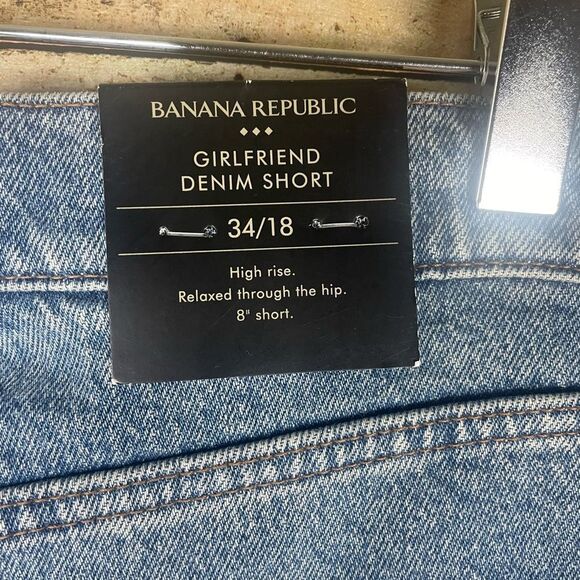 BANANA REPUBLIC
GIRLFRIEND
DENIM SHORT
34/18
High rise.
Relaxed through the hip.
8" short.